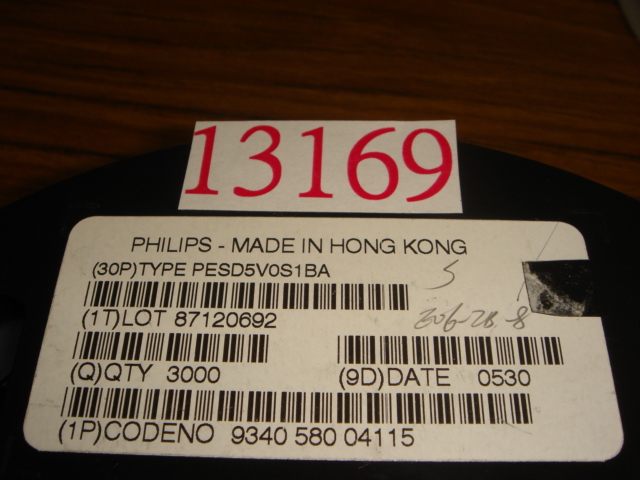 13169
PHILIPS - MADE IN HONG KONG
(30P)TYPE PESD5V0S1BA
(1T)LOT 87120692
(Q)QTY 3000 (9D)DATE 0530
(1P)CODENO 9340 580 04115